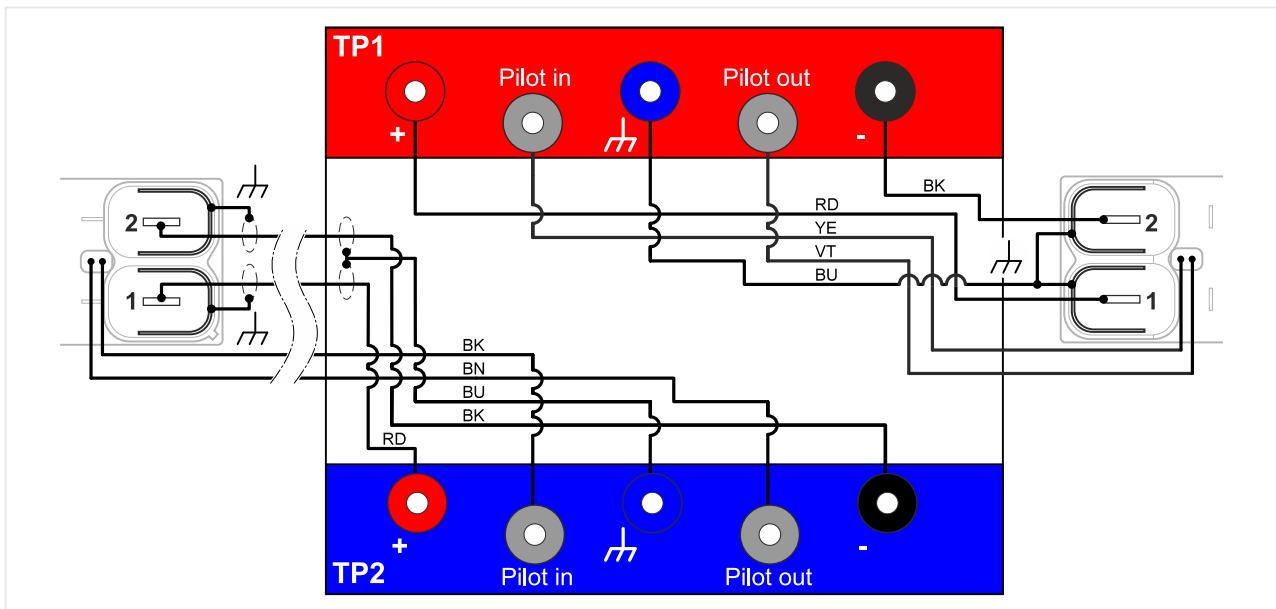 TP1
Pilot in
Pilot out
+
-
BK
RD
2
2
YE
VT
BU
1
1
BK
BN
BU
BK
RD
+
-
Pilot in
Pilot out
TP2